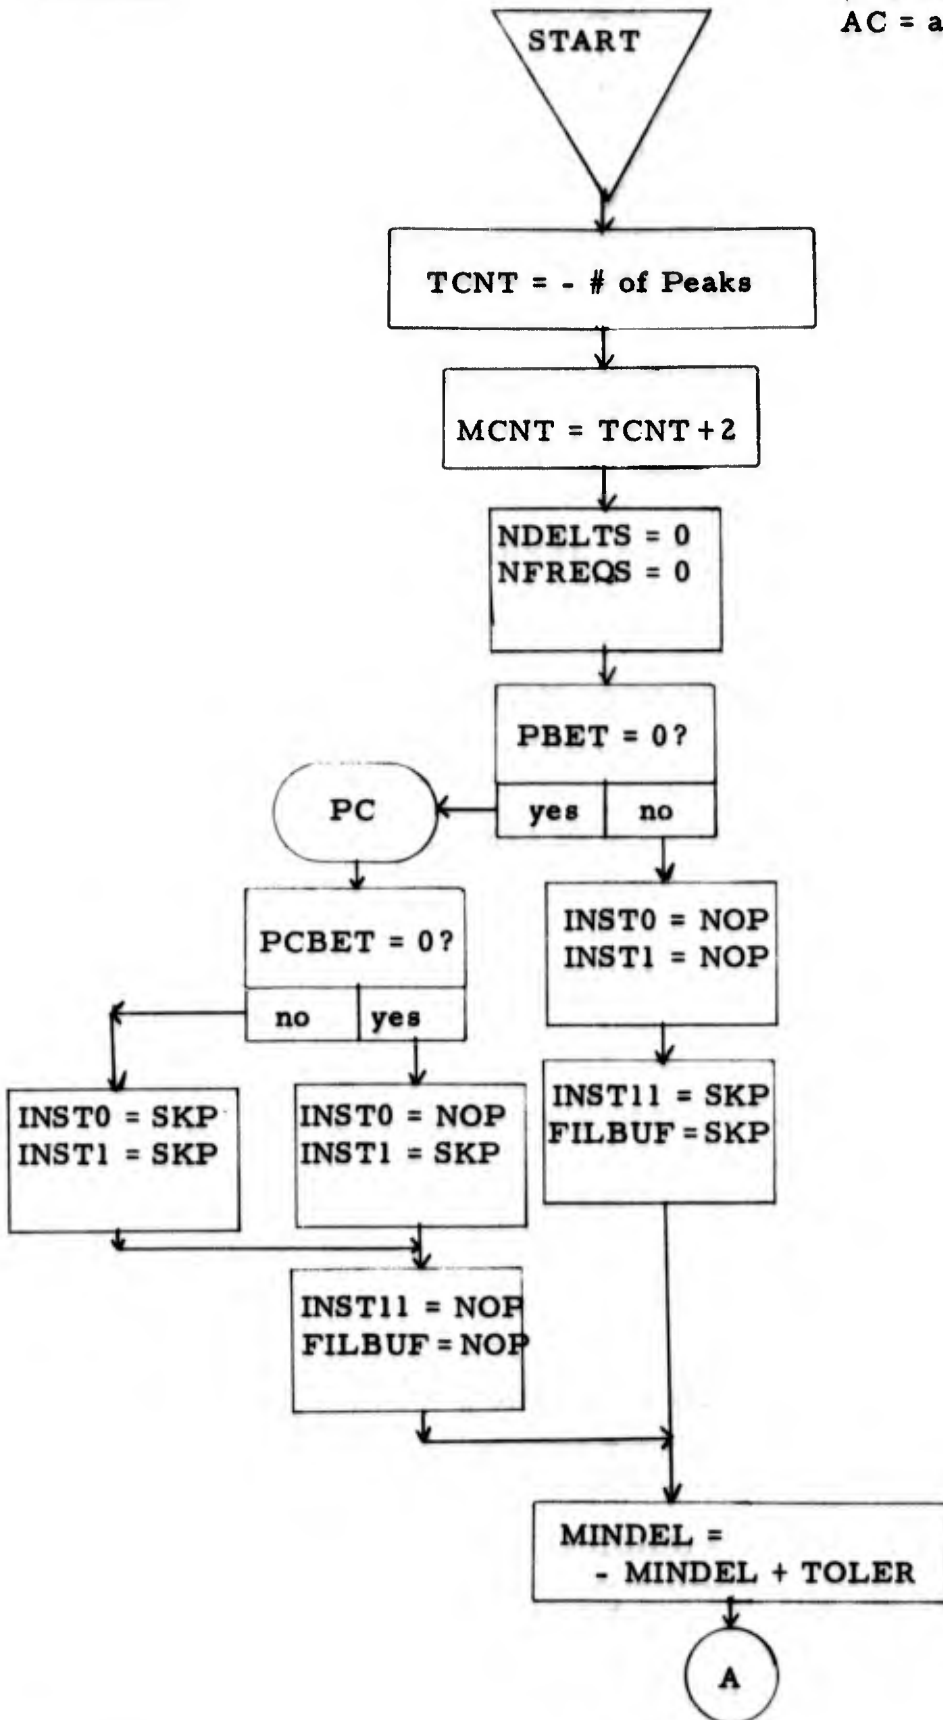 AC = a
START
TCNT = - # of Peaks
MCNT = TCNT + 2
NDELTS = 0
NFREQS = 0
PBET = 0?
yes no
PC
PCBET = 0?
no yes
INST0 = NOP
INST1 = NOP
INST11 = SKP
FILBUF = SKP
INST0 = SKP
INST1 = SKP
INST0 = NOP
INST1 = SKP
INST11 = NOP
FILBUF = NOP
MINDEL =
- MINDEL + TOLER
A